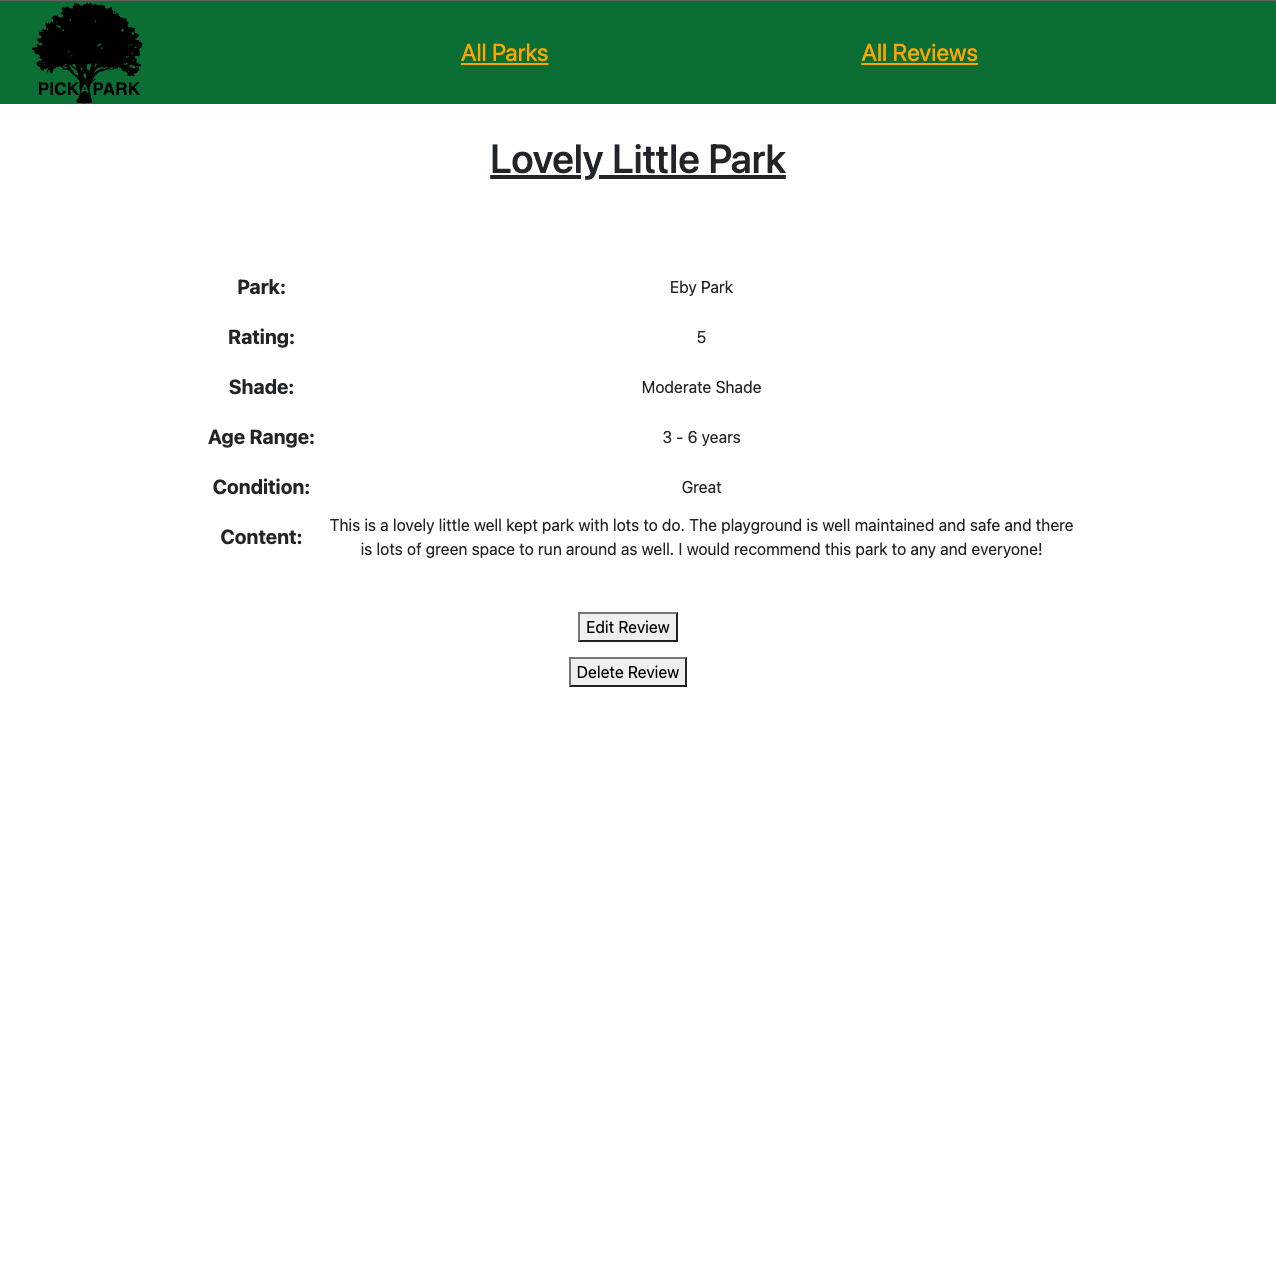 PICK A PARK
All Parks
All Reviews
Lovely Little Park
Park: Eby Park
Rating: 5
Shade: Moderate Shade
Age Range: 3 - 6 years
Condition: Great
Content: This is a lovely little well kept park with lots to do. The playground is well maintained and safe and there
is lots of green space to run around as well. I would recommend this park to any and everyone!
Edit Review
Delete Review